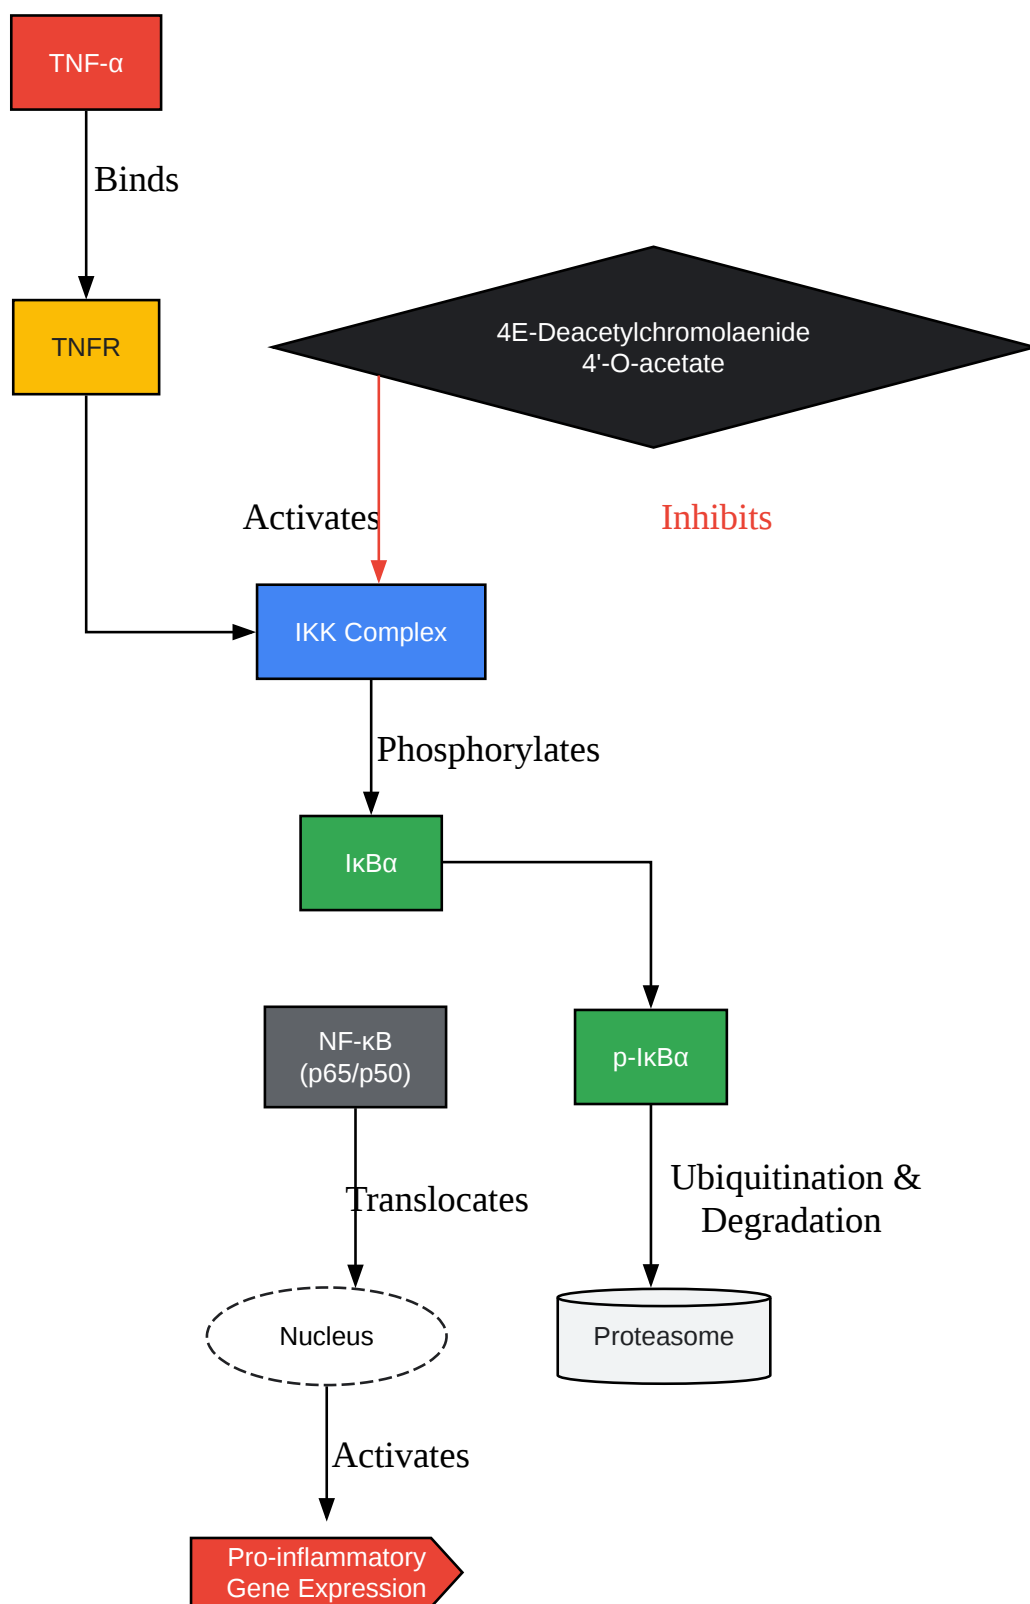 TNF-α
Binds
TNFR
4E-Deacetylchromolaenide
4'-O-acetate
Activates
Inhibits
IKK Complex
Phosphorylates
IκBα
NF-κB
(p65/p50)
p-IκBα
Translocates
Ubiquitination &
Degradation
Nucleus
Proteasome
Activates
Pro-inflammatory
Gene Expression